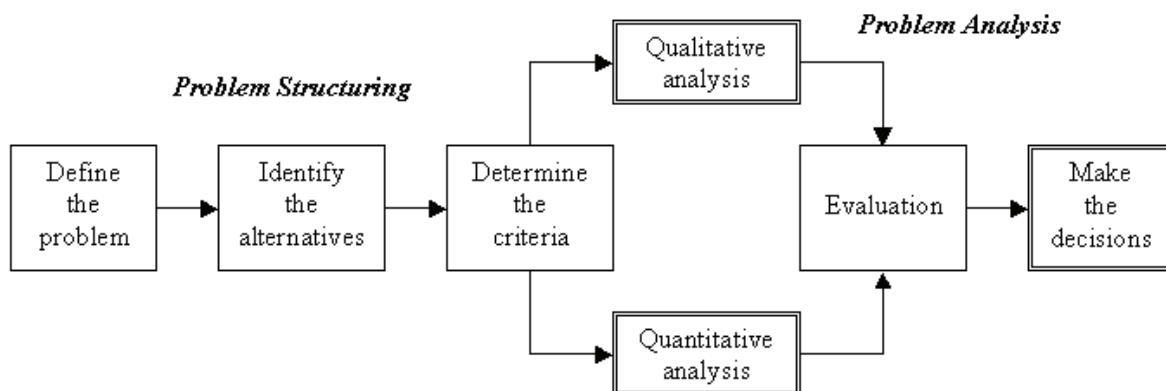 Problem Structuring
Define
the
problem
Identify
the
alternatives
Determine
the
criteria
Qualitative
analysis
Quantitative
analysis
Problem Analysis
Evaluation
Make
the
decisions